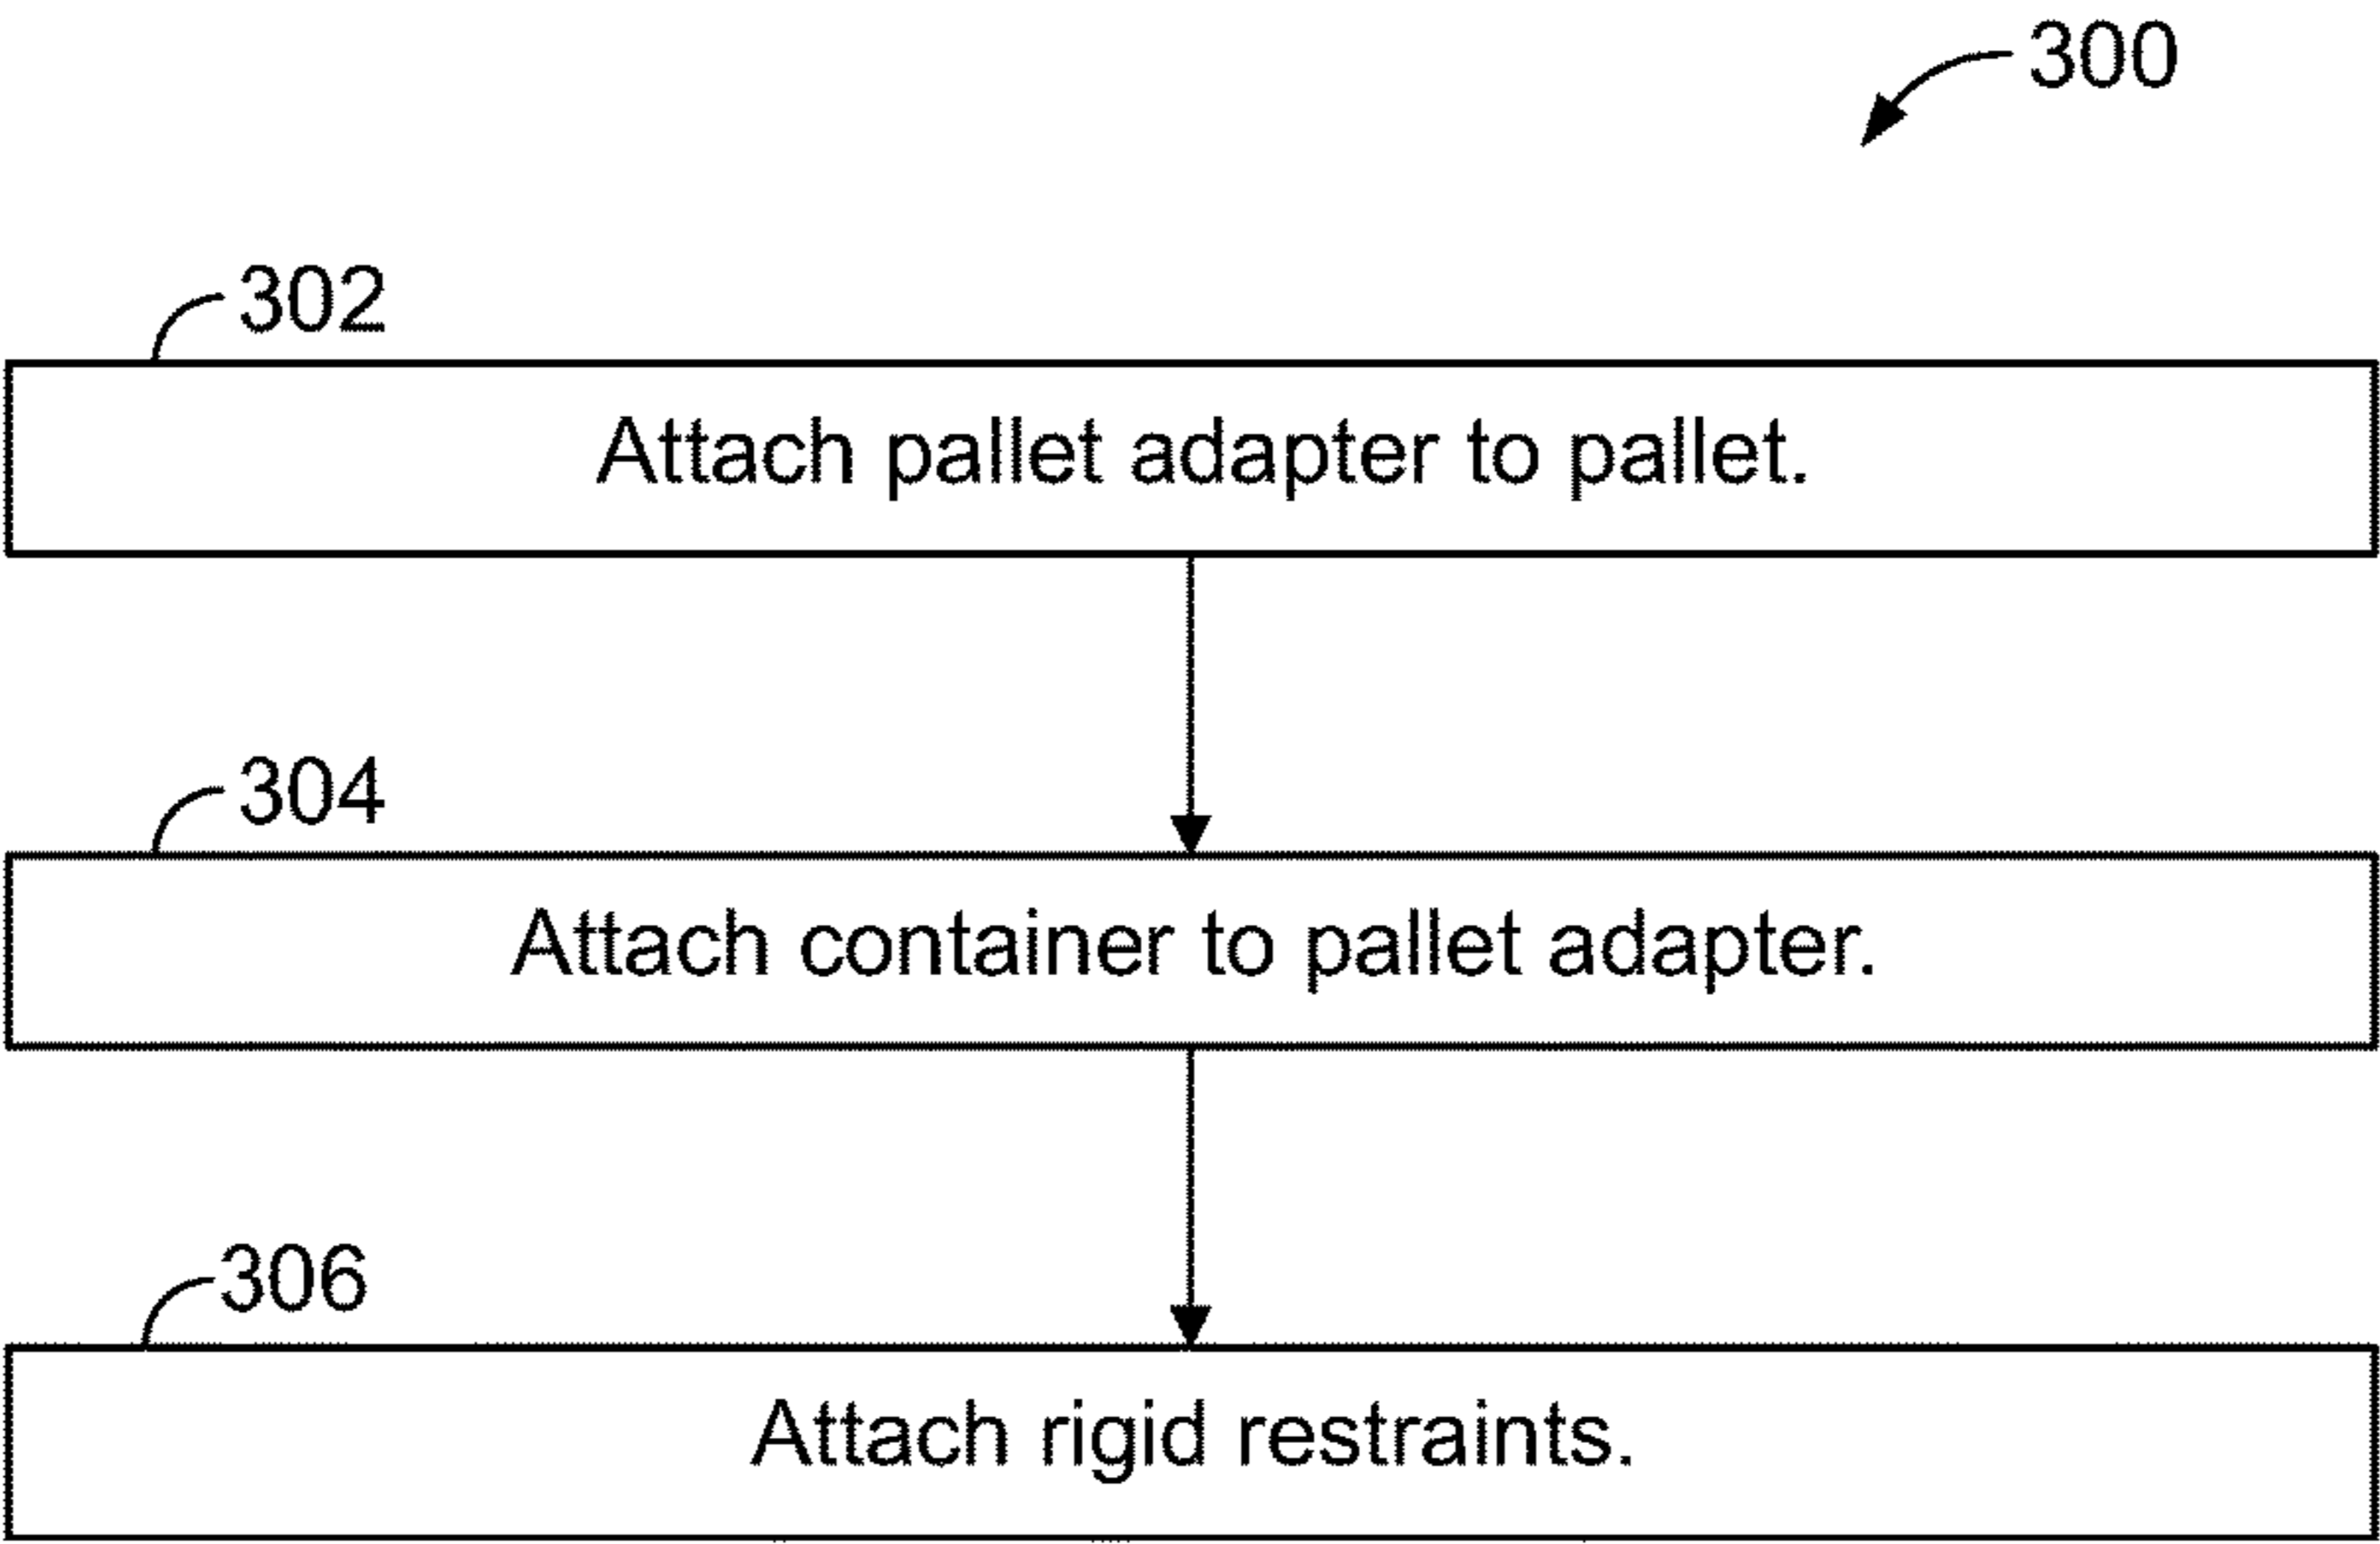 300
302
Attach pallet adapter to pallet.
304
Attach container to pallet adapter.
306
Attach rigid restraints.